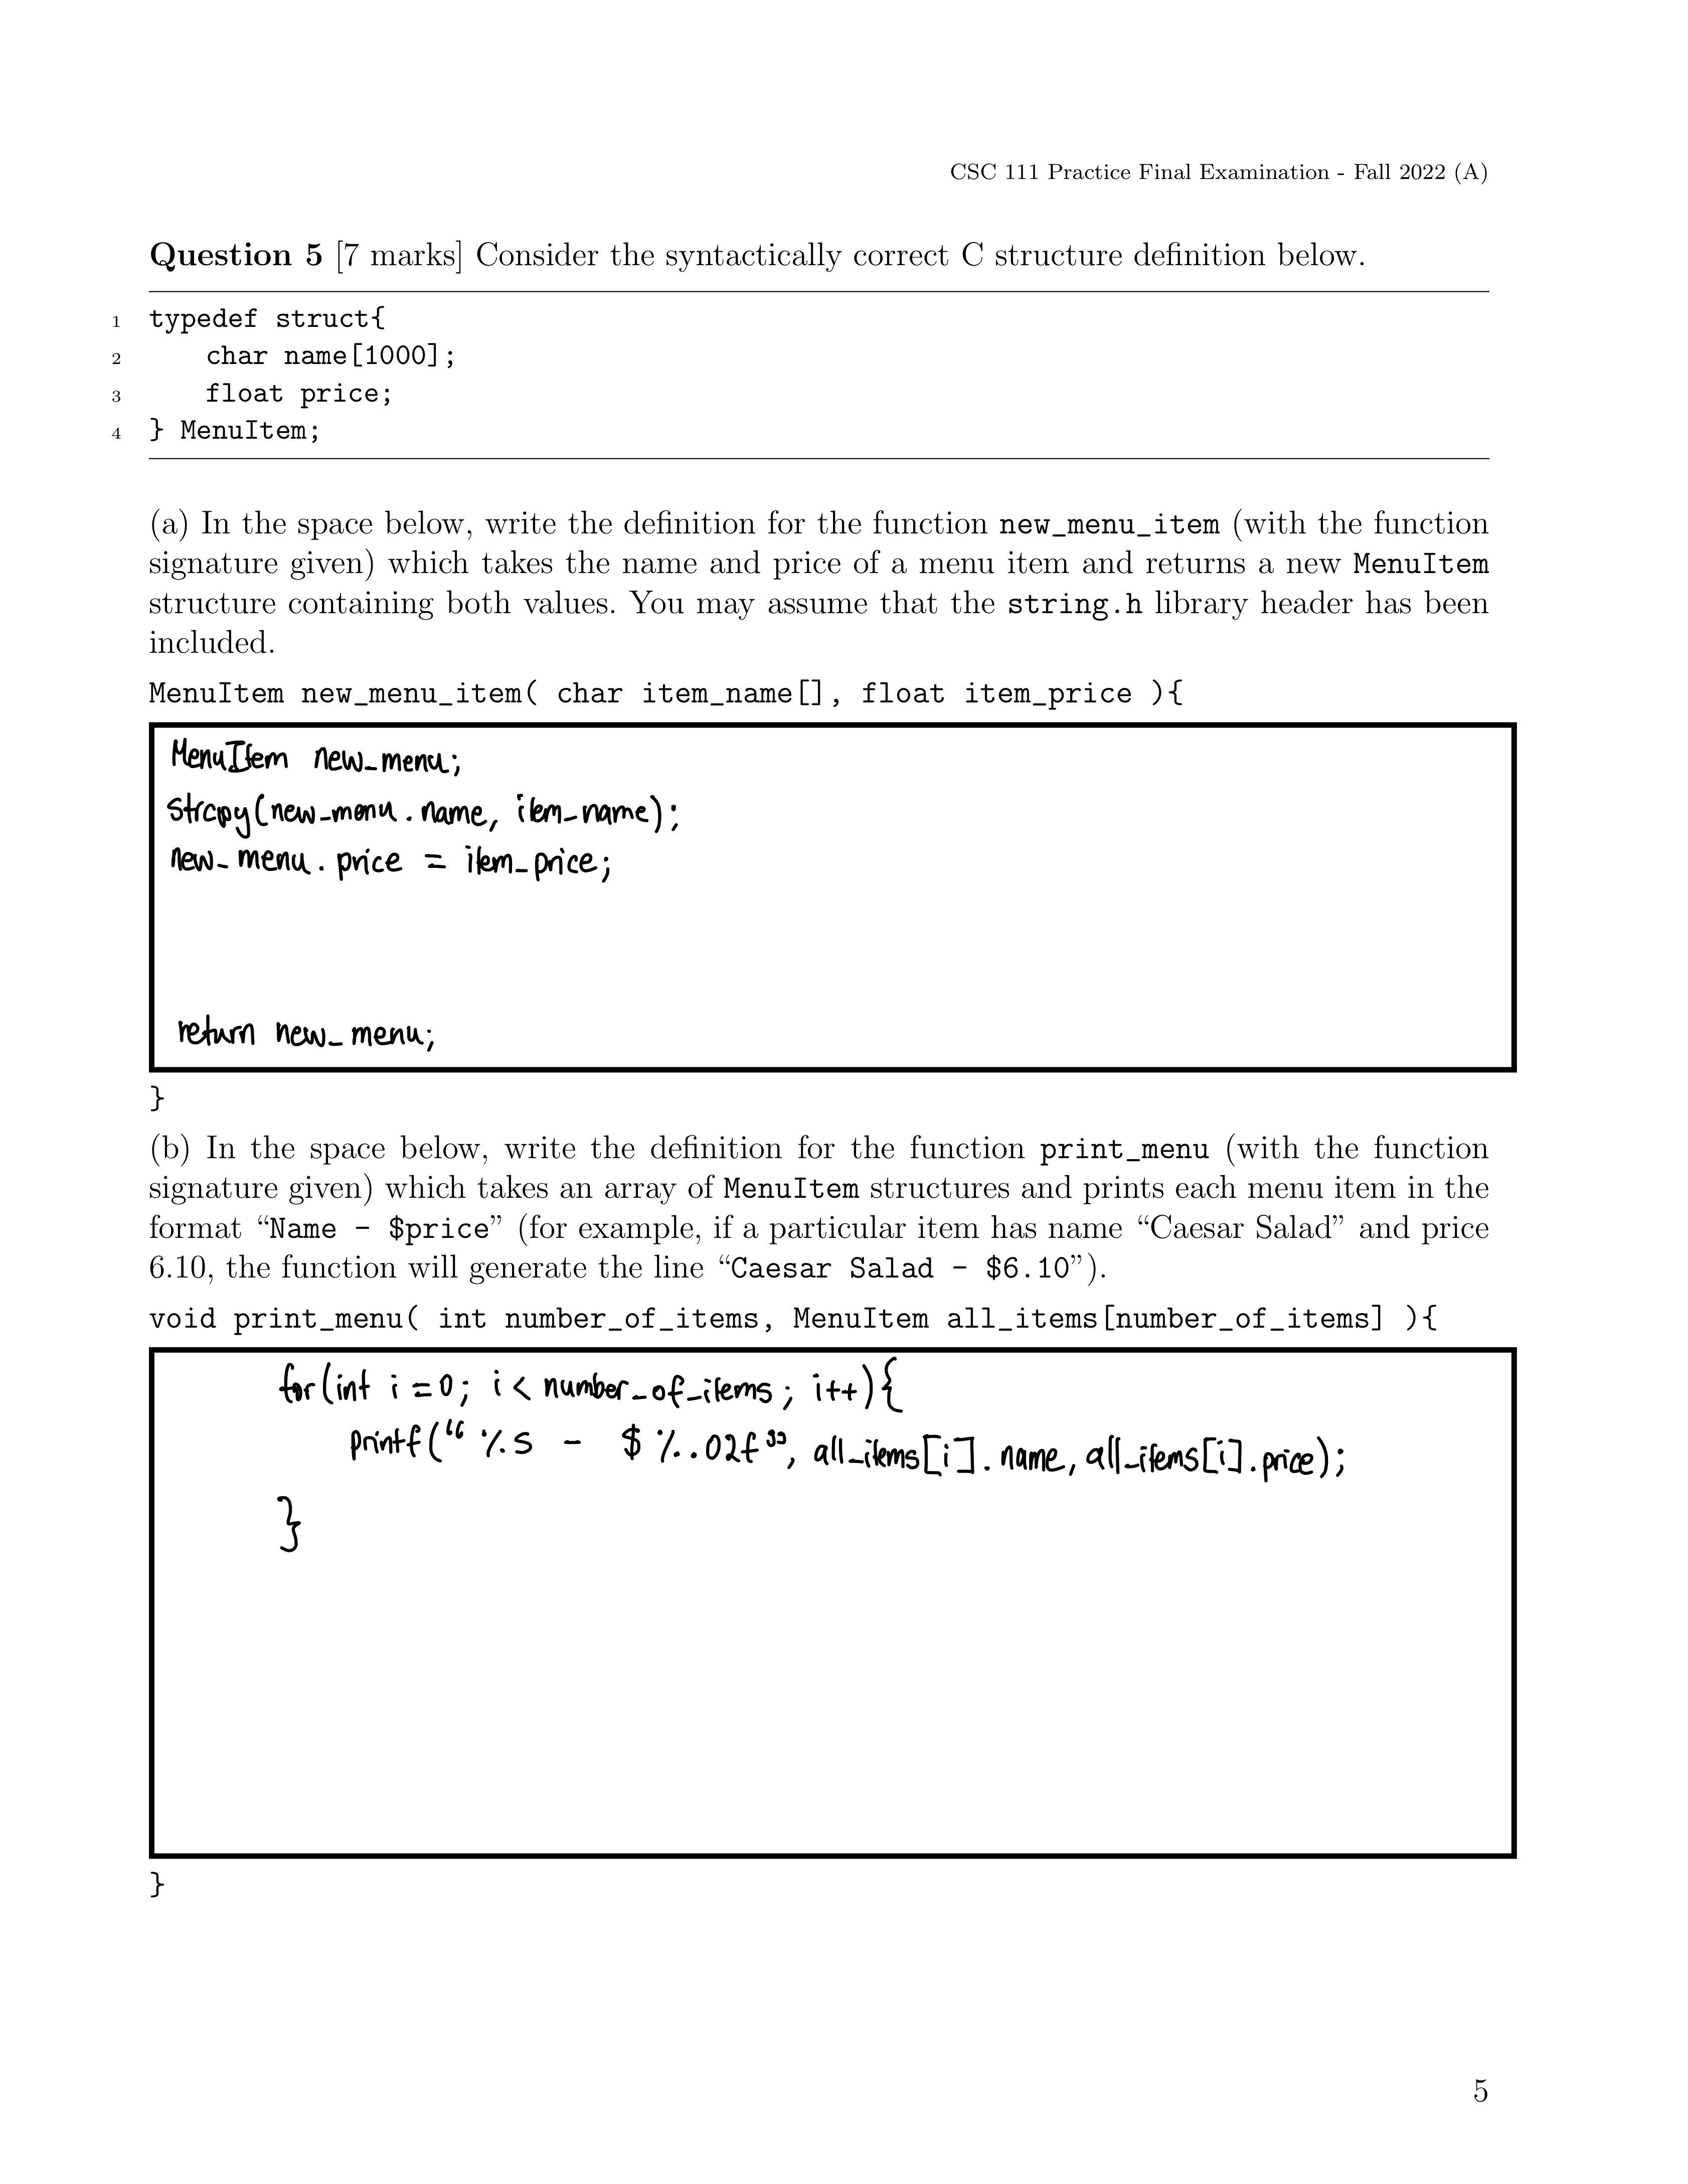 CSC 111 Practice Final Examination - Fall 2022 (A)
Question 5 [7 marks] Consider the syntactically correct C structure definition below.
1 typedef struct{
2 char name[1000];
3 float price;
4 } MenuItem;
(a) In the space below, write the definition for the function new_menu_item (with the function
signature given) which takes the name and price of a menu item and returns a new MenuItem
structure containing both values. You may assume that the string.h library header has been
included.
MenuItem new_menu_item( char item_name[], float item_price ){
MenuItem new_menu;
strcpy(new_menu.name, item_name);
new_menu.price = item_price;
return new_menu;
}
(b) In the space below, write the definition for the function print_menu (with the function
signature given) which takes an array of MenuItem structures and prints each menu item in the
format “Name - $price” (for example, if a particular item has name “Caesar Salad” and price
6.10, the function will generate the line “Caesar Salad - $6.10”).
void print_menu( int number_of_items, MenuItem all_items[number_of_items] ){
for(int i=0; i< number_of_items; i++){
printf(“%s - $%.02f”, all_items[i].name, all_items[i].price);
}
}
5